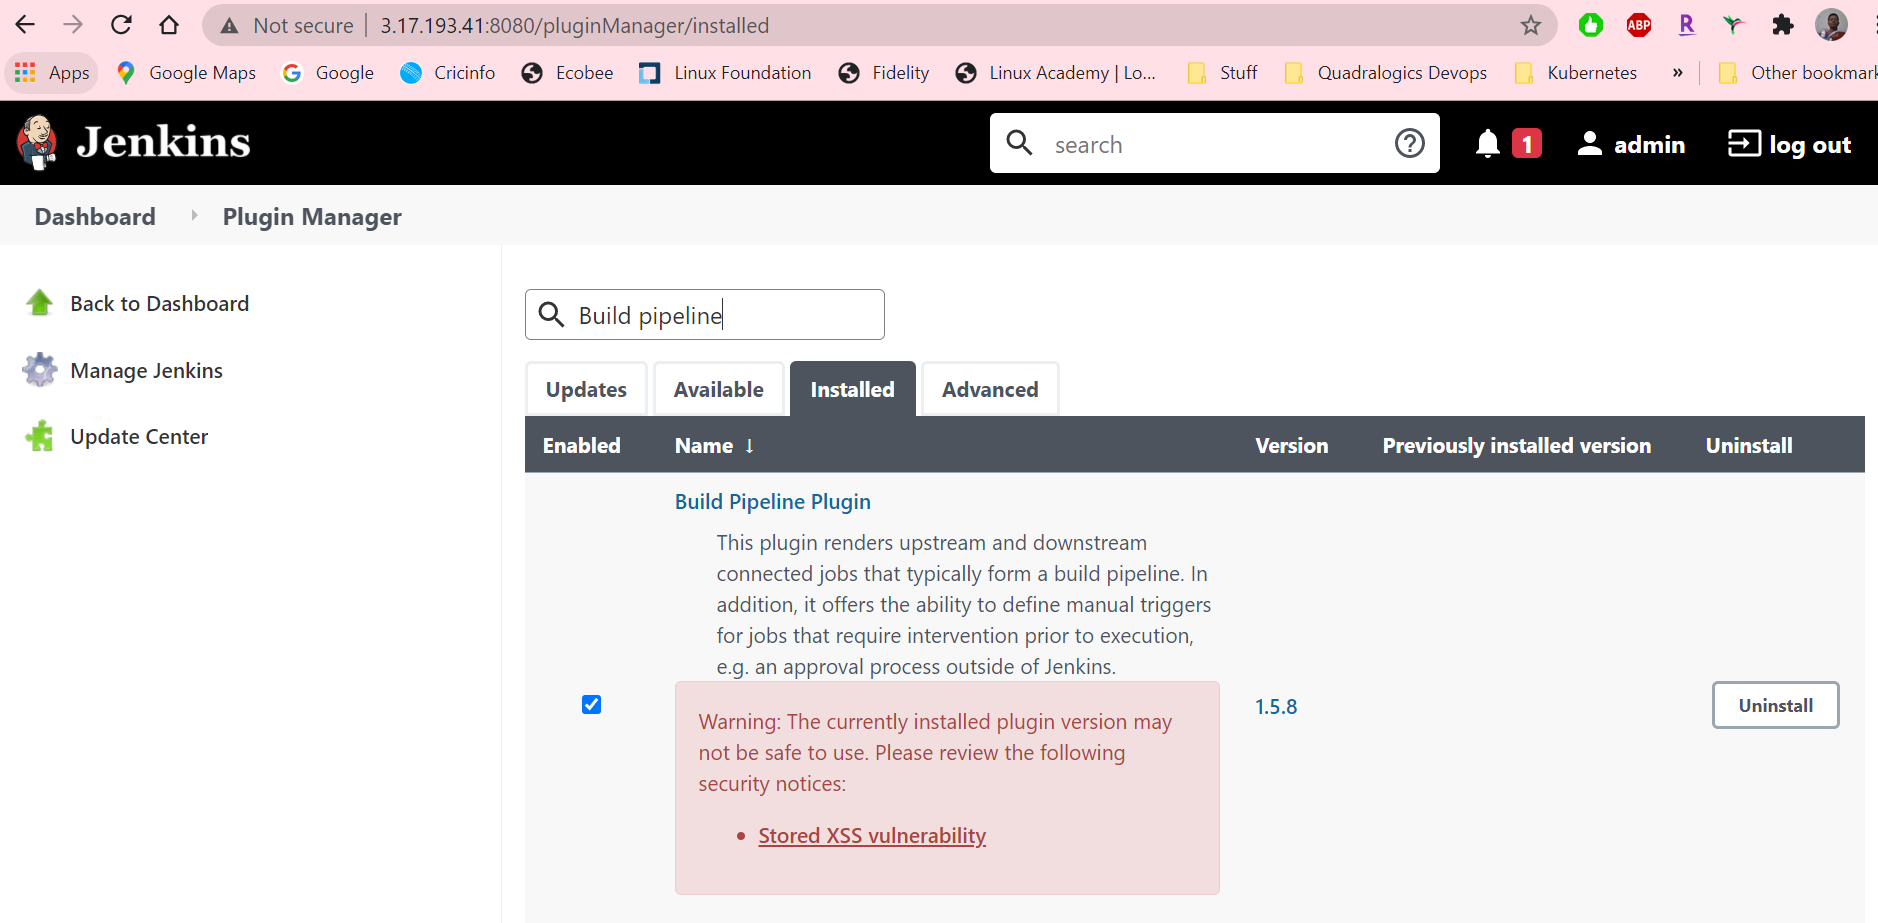 Not secure | 3.17.193.41:8080/pluginManager/installed
ABP
R
Apps Google Maps Google Cricinfo Ecobee Linux Foundation Fidelity Linux Academy | Lo... Stuff Quadralogics Devops Kubernetes » Other bookmark
Jenkins search 1 admin log out
Dashboard Plugin Manager
Back to Dashboard
Manage Jenkins
Update Center
Build pipeline
Updates Available Installed Advanced
Enabled Name ↓ Version Previously installed version Uninstall
Build Pipeline Plugin
This plugin renders upstream and downstream
connected jobs that typically form a build pipeline. In
addition, it offers the ability to define manual triggers
for jobs that require intervention prior to execution,
e.g. an approval process outside of Jenkins.
Warning: The currently installed plugin version may
not be safe to use. Please review the following
security notices:
• Stored XSS vulnerability
1.5.8
Uninstall